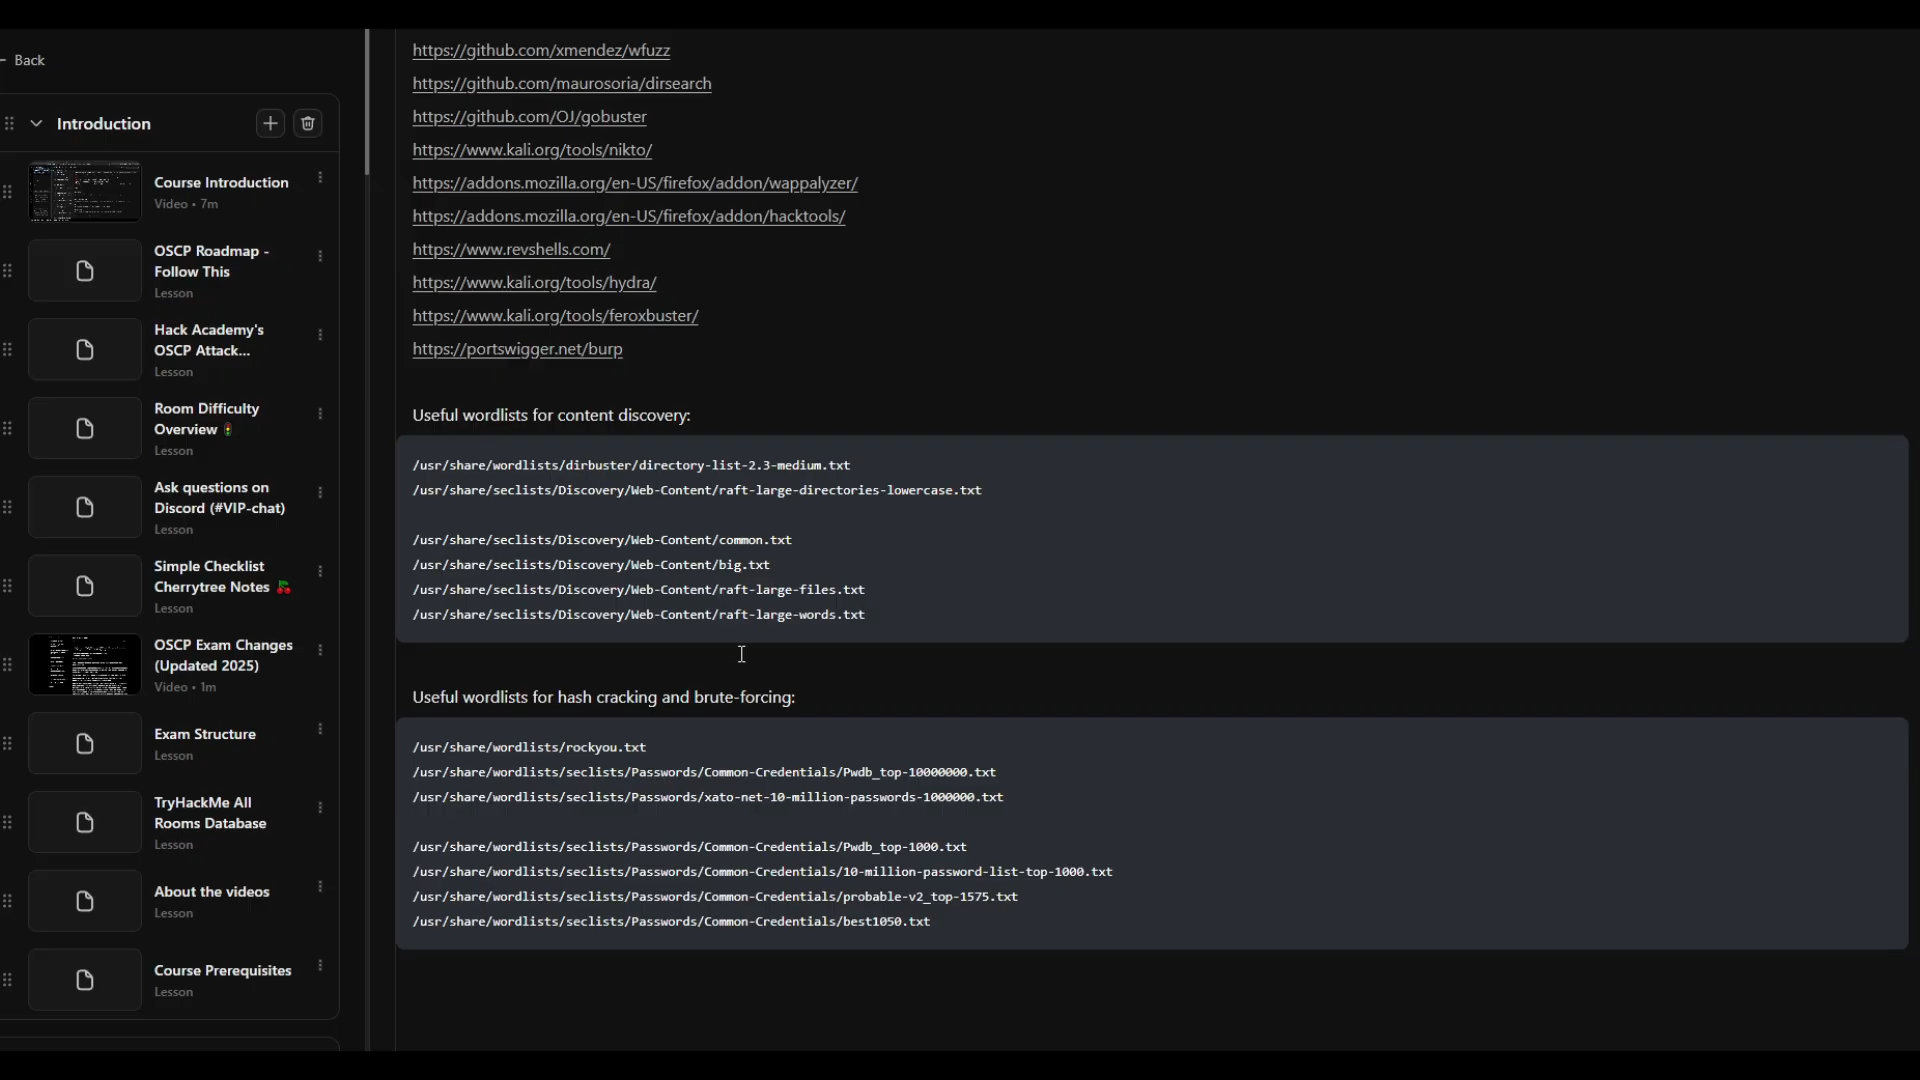 Back
Introduction
Course Introduction
Video • 7m
OSCP Roadmap -
Follow This
Lesson
Hack Academy's
OSCP Attack...
Lesson
Room Difficulty
Overview 🚦
Lesson
Ask questions on
Discord (#VIP-chat)
Lesson
Simple Checklist
Cherrytree Notes 🍒
Lesson
OSCP Exam Changes
(Updated 2025)
Video • 1m
Exam Structure
Lesson
TryHackMe All
Rooms Database
Lesson
About the videos
Lesson
Course Prerequisites
Lesson
https://github.com/xmendez/wfuzz
https://github.com/maurosoria/dirsearch
https://github.com/OJ/gobuster
https://www.kali.org/tools/nikto/
https://addons.mozilla.org/en-US/firefox/addon/wappalyzer/
https://addons.mozilla.org/en-US/firefox/addon/hacktools/
https://www.revshells.com/
https://www.kali.org/tools/hydra/
https://www.kali.org/tools/feroxbuster/
https://portswigger.net/burp
Useful wordlists for content discovery:
/usr/share/wordlists/dirbuster/directory-list-2.3-medium.txt
/usr/share/seclists/Discovery/Web-Content/raft-large-directories-lowercase.txt
/usr/share/seclists/Discovery/Web-Content/common.txt
/usr/share/seclists/Discovery/Web-Content/big.txt
/usr/share/seclists/Discovery/Web-Content/raft-large-files.txt
/usr/share/seclists/Discovery/Web-Content/raft-large-words.txt
Useful wordlists for hash cracking and brute-forcing:
/usr/share/wordlists/rockyou.txt
/usr/share/wordlists/seclists/Passwords/Common-Credentials/Pwdb_top-10000000.txt
/usr/share/wordlists/seclists/Passwords/xato-net-10-million-passwords-1000000.txt
/usr/share/wordlists/seclists/Passwords/Common-Credentials/Pwdb_top-1000.txt
/usr/share/wordlists/seclists/Passwords/Common-Credentials/10-million-password-list-top-1000.txt
/usr/share/wordlists/seclists/Passwords/Common-Credentials/probable-v2_top-1575.txt
/usr/share/wordlists/seclists/Passwords/Common-Credentials/best1050.txt